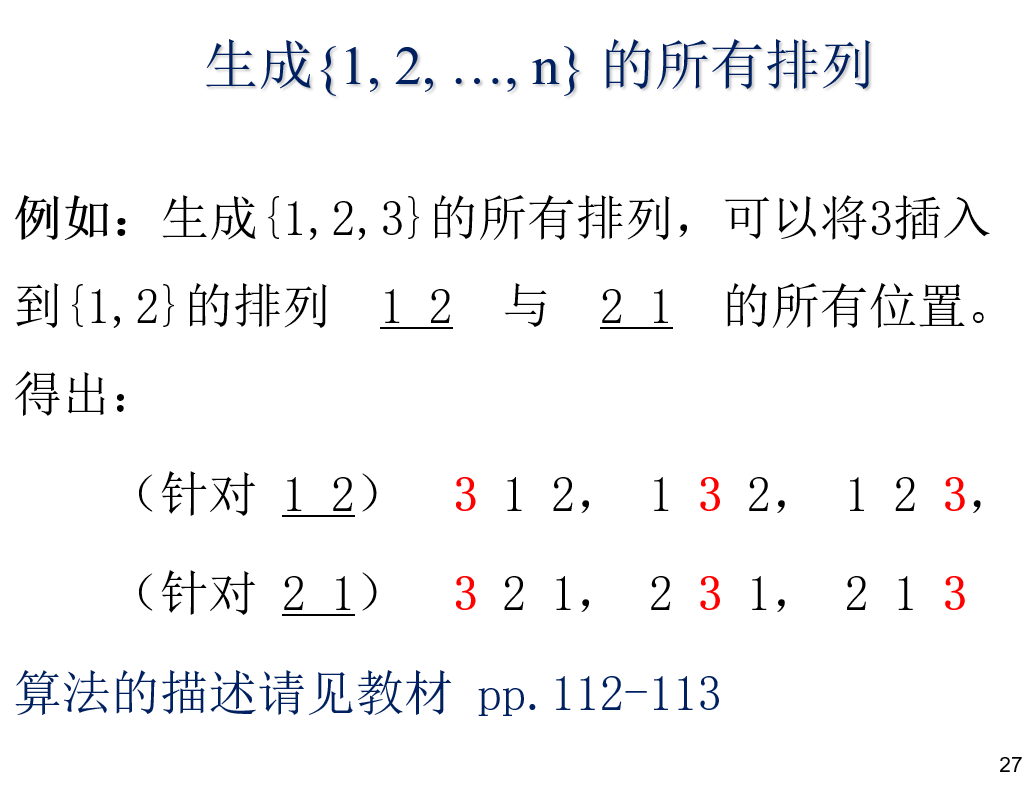 生成{1, 2, …, n} 的所有排列
例如：生成{1,2,3}的所有排列，可以将3插入
到{1,2}的排列 1 2 与 2 1 的所有位置。
得出：
（针对 1 2） 3 1 2， 1 3 2， 1 2 3，
（针对 2 1） 3 2 1， 2 3 1， 2 1 3
算法的描述请见教材 pp.112-113
27